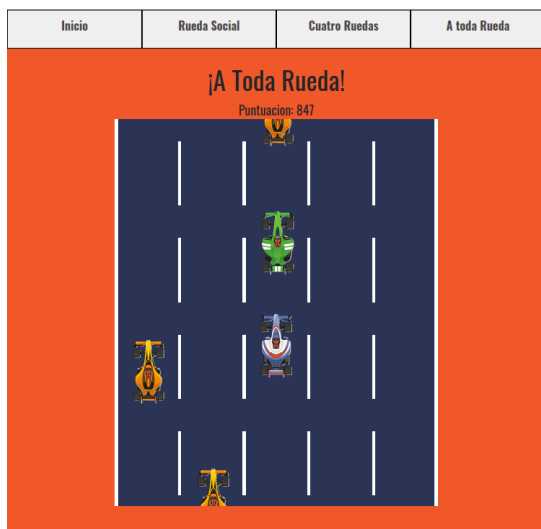 Inicio
Rueda Social
Cuatro Ruedas
A toda Rueda
¡A Toda Rueda!
Puntuacion: 847